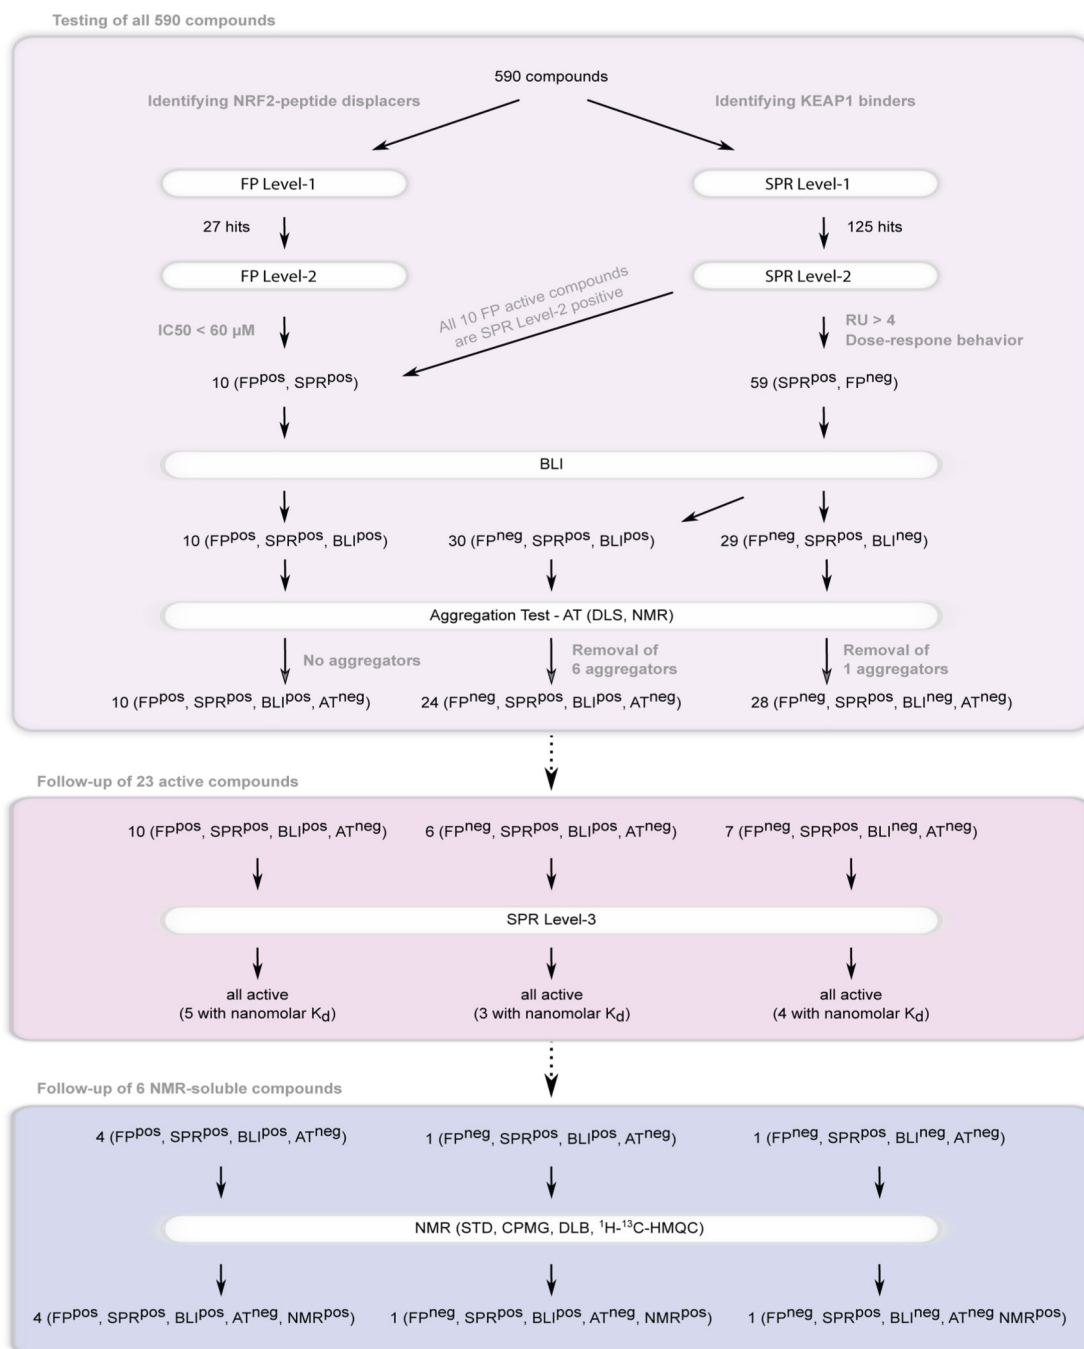 Testing of all 590 compounds
590 compounds
Identifying NRF2-peptide displacers
Identifying KEAP1 binders
FP Level-1
SPR Level-1
27 hits
125 hits
FP Level-2
SPR Level-2
All 10 FP active compounds
are SPR Level-2 positive
IC50 < 60 µM
RU > 4
Dose-respone behavior
10 (FPpos, SPRpos)
59 (SPRpos, FPneg)
BLI
10 (FPpos, SPRpos, BLIpos)
30 (FPneg, SPRpos, BLIpos)
29 (FPneg, SPRpos, BLIneg)
Aggregation Test - AT (DLS, NMR)
No aggregators
Removal of
6 aggregators
Removal of
1 aggregators
10 (FPpos, SPRpos, BLIpos, ATneg)
24 (FPneg, SPRpos, BLIpos, ATneg)
28 (FPneg, SPRpos, BLIneg, ATneg)
Follow-up of 23 active compounds
10 (FPpos, SPRpos, BLIpos, ATneg)
6 (FPneg, SPRpos, BLIpos, ATneg)
7 (FPneg, SPRpos, BLIneg, ATneg)
SPR Level-3
all active
(5 with nanomolar Kd)
all active
(3 with nanomolar Kd)
all active
(4 with nanomolar Kd)
Follow-up of 6 NMR-soluble compounds
4 (FPpos, SPRpos, BLIpos, ATneg)
1 (FPneg, SPRpos, BLIpos, ATneg)
1 (FPneg, SPRpos, BLIneg, ATneg)
NMR (STD, CPMG, DLB, ¹H-¹³C-HMQC)
4 (FPpos, SPRpos, BLIpos, ATneg, NMRpos)
1 (FPneg, SPRpos, BLIpos, ATneg, NMRpos)
1 (FPneg, SPRpos, BLIneg, ATneg NMRpos)